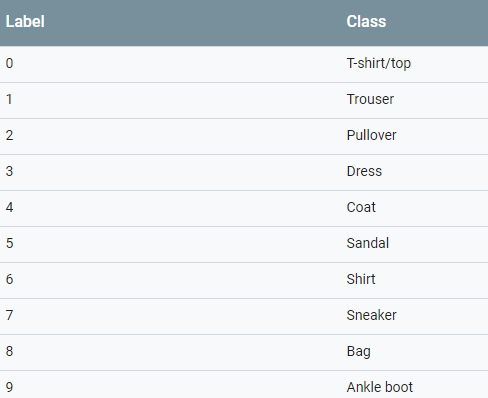 Label Class
0 T-shirt/top
1 Trouser
2 Pullover
3 Dress
4 Coat
5 Sandal
6 Shirt
7 Sneaker
8 Bag
9 Ankle boot